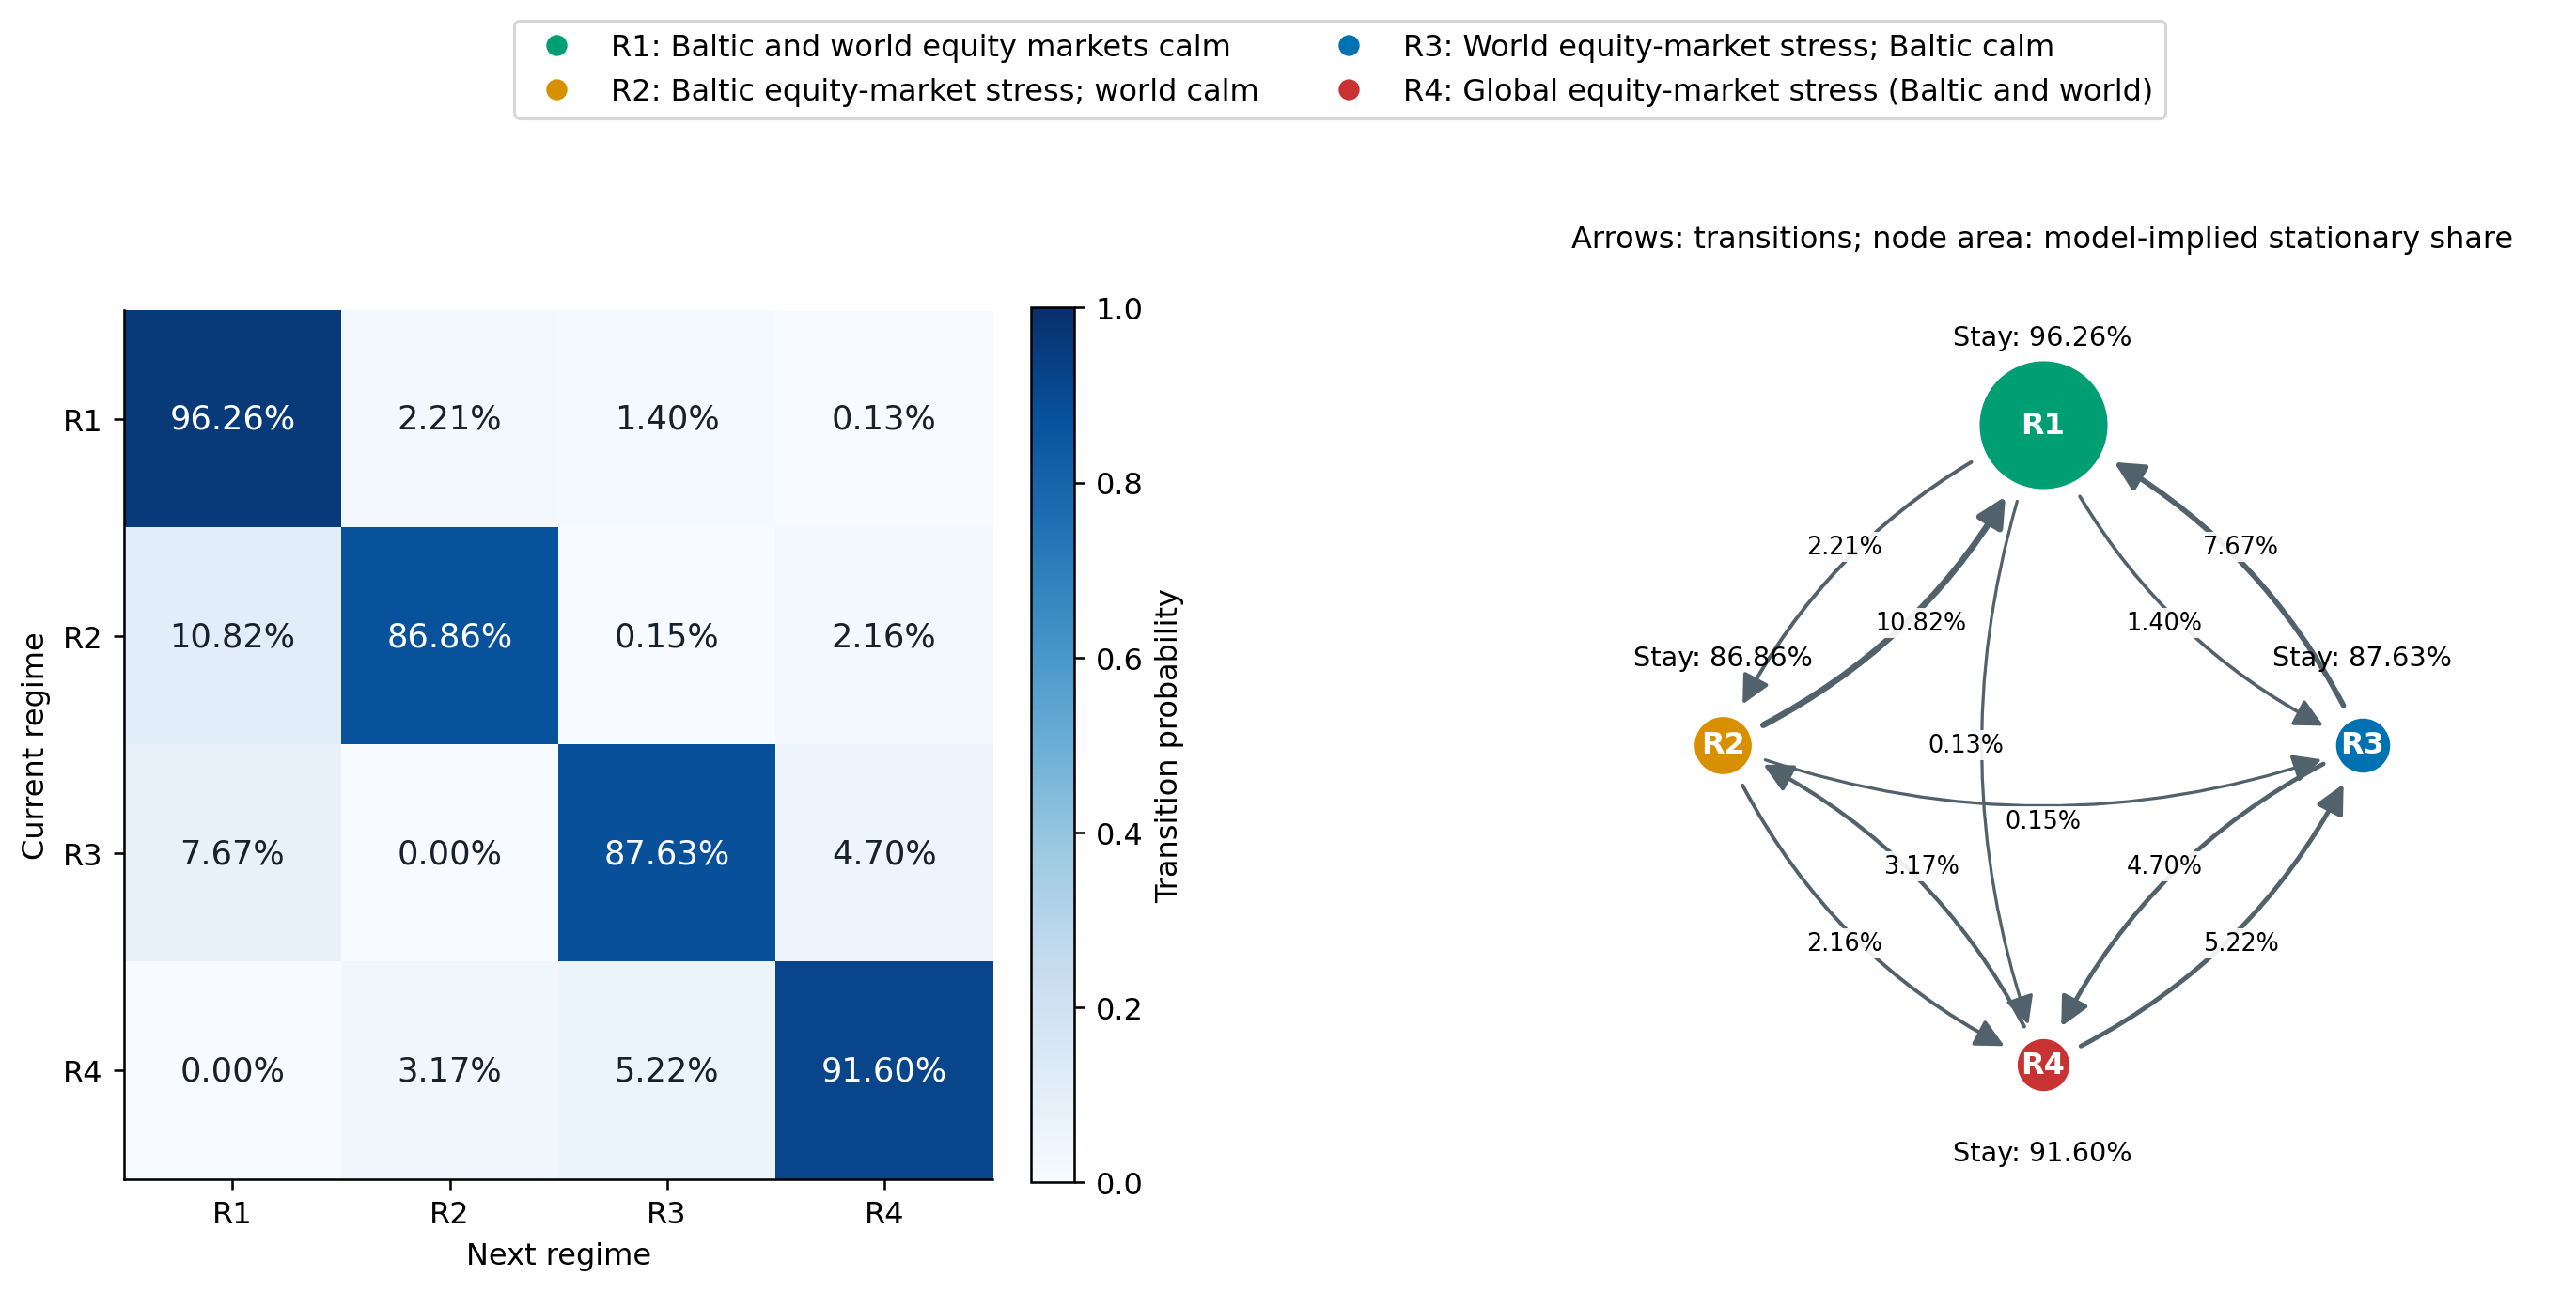 R1: Baltic and world equity markets calm
R2: Baltic equity-market stress; world calm
R3: World equity-market stress; Baltic calm
R4: Global equity-market stress (Baltic and world)
Current regime
R1
96.26%
2.21%
1.40%
0.13%
R2
10.82%
86.86%
0.15%
2.16%
R3
7.67%
0.00%
87.63%
4.70%
R4
0.00%
3.17%
5.22%
91.60%
R1
R2
R3
R4
Next regime
1.0
0.8
0.6
0.4
0.2
0.0
Transition probability
Arrows: transitions; node area: model-implied stationary share
Stay: 96.26%
R1
2.21%
7.67%
10.82%
1.40%
Stay: 86.86%
Stay: 87.63%
R2
0.13%
R3
0.15%
3.17%
4.70%
2.16%
5.22%
R4
Stay: 91.60%